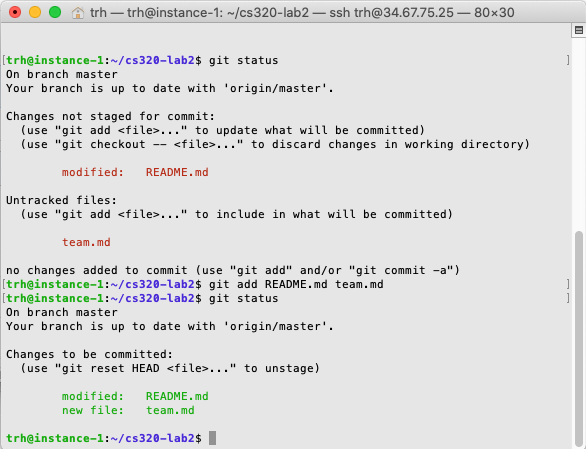 trh — trh@instance-1: ~/cs320-lab2 — ssh trh@34.67.75.25 — 80×30
[trh@instance-1:~/cs320-lab2$ git status ]
On branch master
Your branch is up to date with 'origin/master'.
Changes not staged for commit:
(use "git add <file>..." to update what will be committed)
(use "git checkout -- <file>..." to discard changes in working directory)
modified: README.md
Untracked files:
(use "git add <file>..." to include in what will be committed)
team.md
no changes added to commit (use "git add" and/or "git commit -a")
[trh@instance-1:~/cs320-lab2$ git add README.md team.md ]
[trh@instance-1:~/cs320-lab2$ git status ]
On branch master
Your branch is up to date with 'origin/master'.
Changes to be committed:
(use "git reset HEAD <file>..." to unstage)
modified: README.md
new file: team.md
trh@instance-1:~/cs320-lab2$